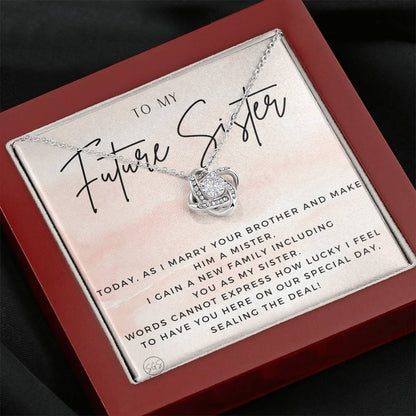 TO MY
Future Sister
TODAY, AS I MARRY YOUR BROTHER AND MAKE
HIM A MISTER,
I GAIN A NEW FAMILY INCLUDING
YOU AS MY SISTER.
WORDS CANNOT EXPRESS HOW LUCKY I FEEL
TO HAVE YOU HERE ON OUR SPECIAL DAY,
SEALING THE DEAL!